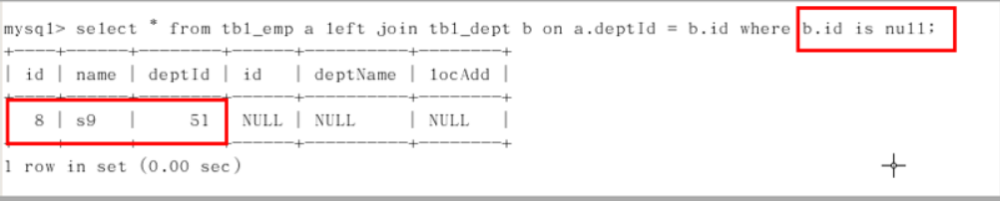 mysql> select * from tbl_emp a left join tbl_dept b on a.deptId = b.id where b.id is null;
+----+------+--------+------+----------+--------+
| id | name | deptId | id | deptName | locAdd |
+----+------+--------+------+----------+--------+
| 8 | s9 | 51 | NULL | NULL | NULL |
+----+------+--------+------+----------+--------+
1 row in set (0.00 sec)